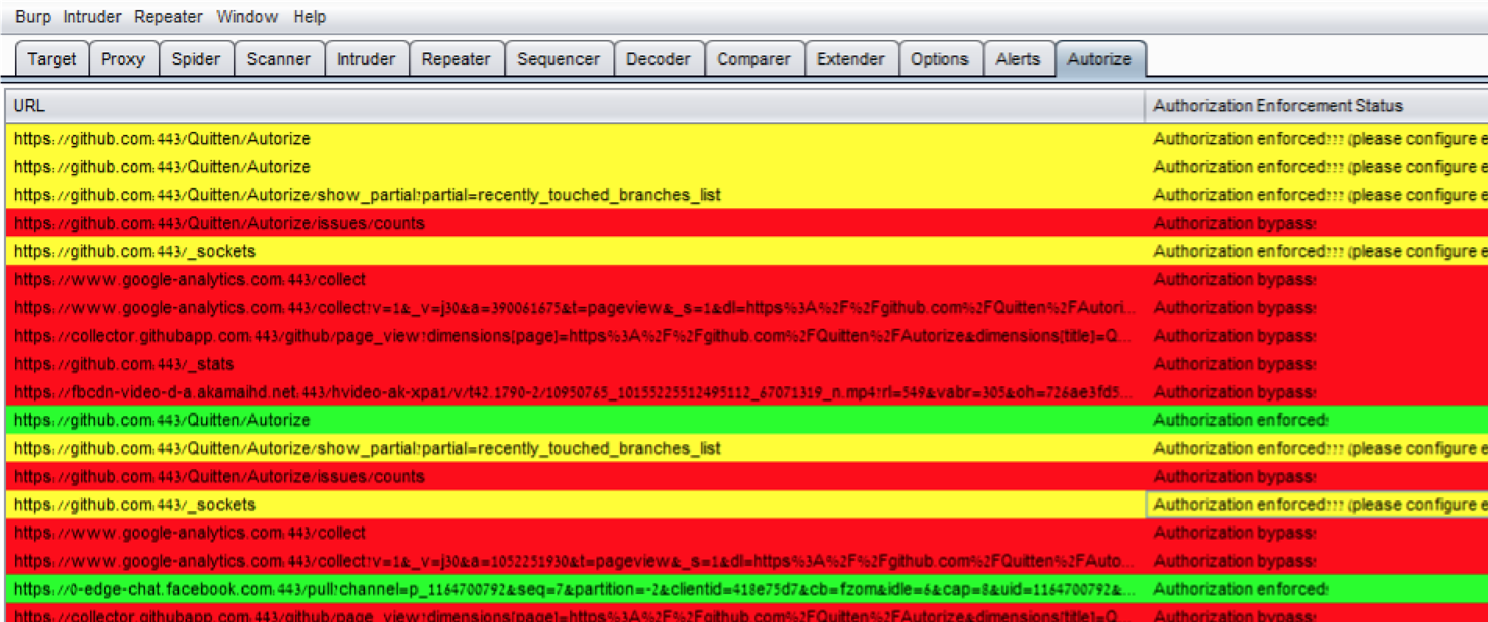 Burp Intruder Repeater Window Help
Target Proxy Spider Scanner Intruder Repeater Sequencer Decoder Comparer Extender Options Alerts Autorize
URL Authorization Enforcement Status
https://github.com:443/Quitten/Autorize Authorization enforced??? (please configure e
https://github.com:443/Quitten/Autorize Authorization enforced??? (please configure e
https://github.com:443/Quitten/Autorize/show_partial?partial=recently_touched_branches_list Authorization enforced??? (please configure e
https://github.com:443/Quitten/Autorize/issues/counts Authorization bypass!
https://github.com:443/_sockets Authorization enforced??? (please configure e
https://www.google-analytics.com:443/collect Authorization bypass!
https://www.google-analytics.com:443/collect?v=1&_v=j30&a=390061675&t=pageview&_s=1&dl=https%3A%2F%2Fgithub.com%2FQuitten%2FAutori... Authorization bypass!
https://collector.githubapp.com:443/github/page_view?dimensions[page]=https%3A%2F%2Fgithub.com%2FQuitten%2FAutorize&dimensions[title]=Q... Authorization bypass!
https://github.com:443/_stats Authorization bypass!
https://fbcdn-video-d-a.akamaihd.net:443/hvideo-ak-xpa1/v/t42.1790-2/10950765_10155225512495112_67071319_n.mp4?rl=549&vabr=305&oh=726ae3fd5... Authorization bypass!
https://github.com:443/Quitten/Autorize Authorization enforced!
https://github.com:443/Quitten/Autorize/show_partial?partial=recently_touched_branches_list Authorization enforced??? (please configure e
https://github.com:443/Quitten/Autorize/issues/counts Authorization bypass!
https://github.com:443/_sockets Authorization enforced??? (please configure e
https://www.google-analytics.com:443/collect Authorization bypass!
https://www.google-analytics.com:443/collect?v=1&_v=j30&a=1052251930&t=pageview&_s=1&dl=https%3A%2F%2Fgithub.com%2FQuitten%2FAuto... Authorization bypass!
https://0-edge-chat.facebook.com:443/pull?channel=p_1164700792&seq=7&partition=-2&clientid=418e75d7&cb=fzom&idle=6&cap=8&uid=1164700792&... Authorization enforced!
https://collector.githubapp.com:443/github/page_view?dimensions[page]=https%3A%2F%2Fgithub.com%2FQuitten%2FAutorize&dimensions[title]=Q... Authorization bypass!